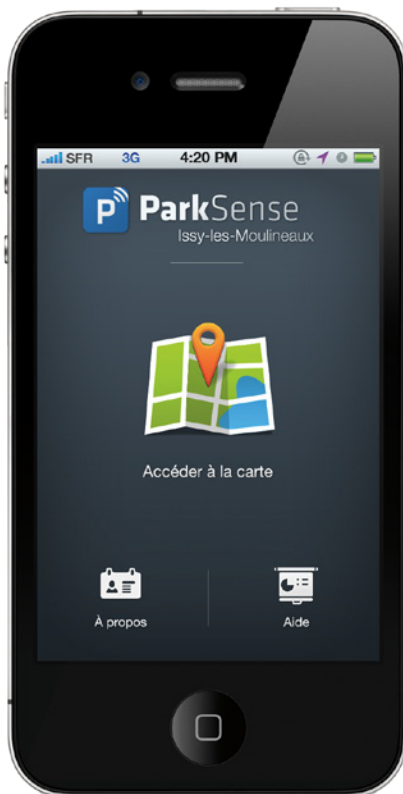 SFR 3G 4:20 PM
P ParkSense
Issy-les-Moulineaux
Accéder à la carte
À propos Aide